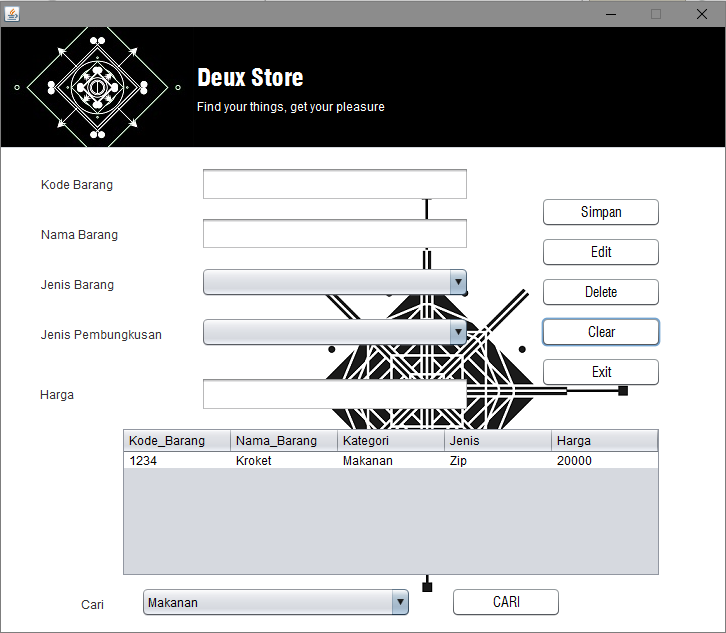 Deux Store
Find your things, get your pleasure
Kode Barang
Simpan
Nama Barang
Edit
Jenis Barang
Delete
Jenis Pembungkusan
Clear
Exit
Harga
Kode_Barang Nama_Barang Kategori Jenis Harga
1234 Kroket Makanan Zip 20000
Cari Makanan CARI